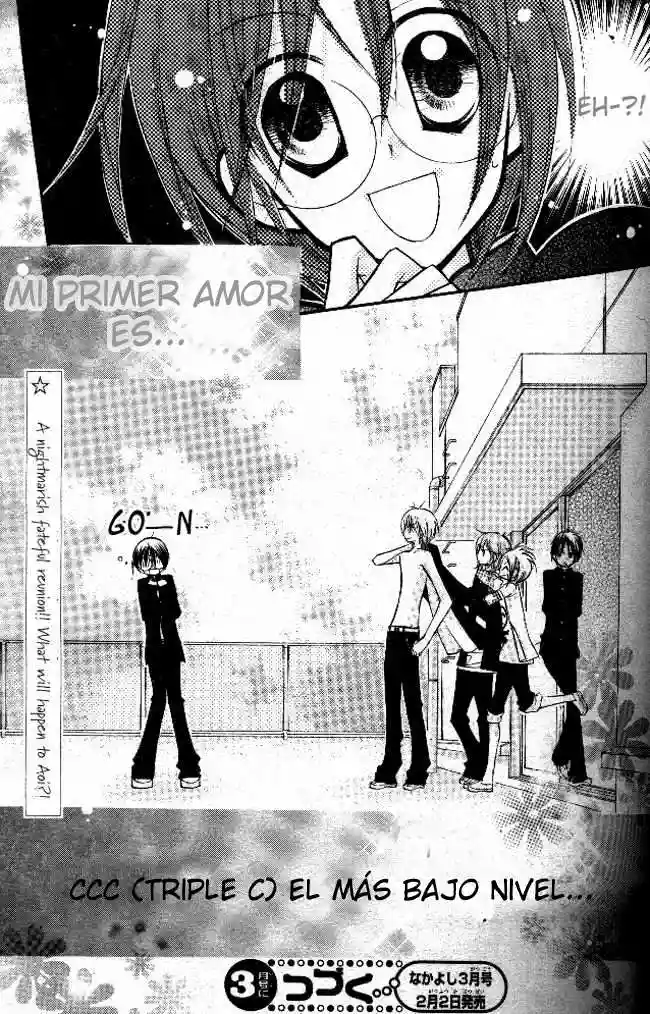 EH-?!
MI PRIMER AMOR
ES...
☆ A nightmarish fateful reunion!! What will happen to Aoi?!
GO—N...
CCC (TRIPLE C) EL MÁS BAJO NIVEL...
3月号に つづく
なかよし3月号
2月2日発売